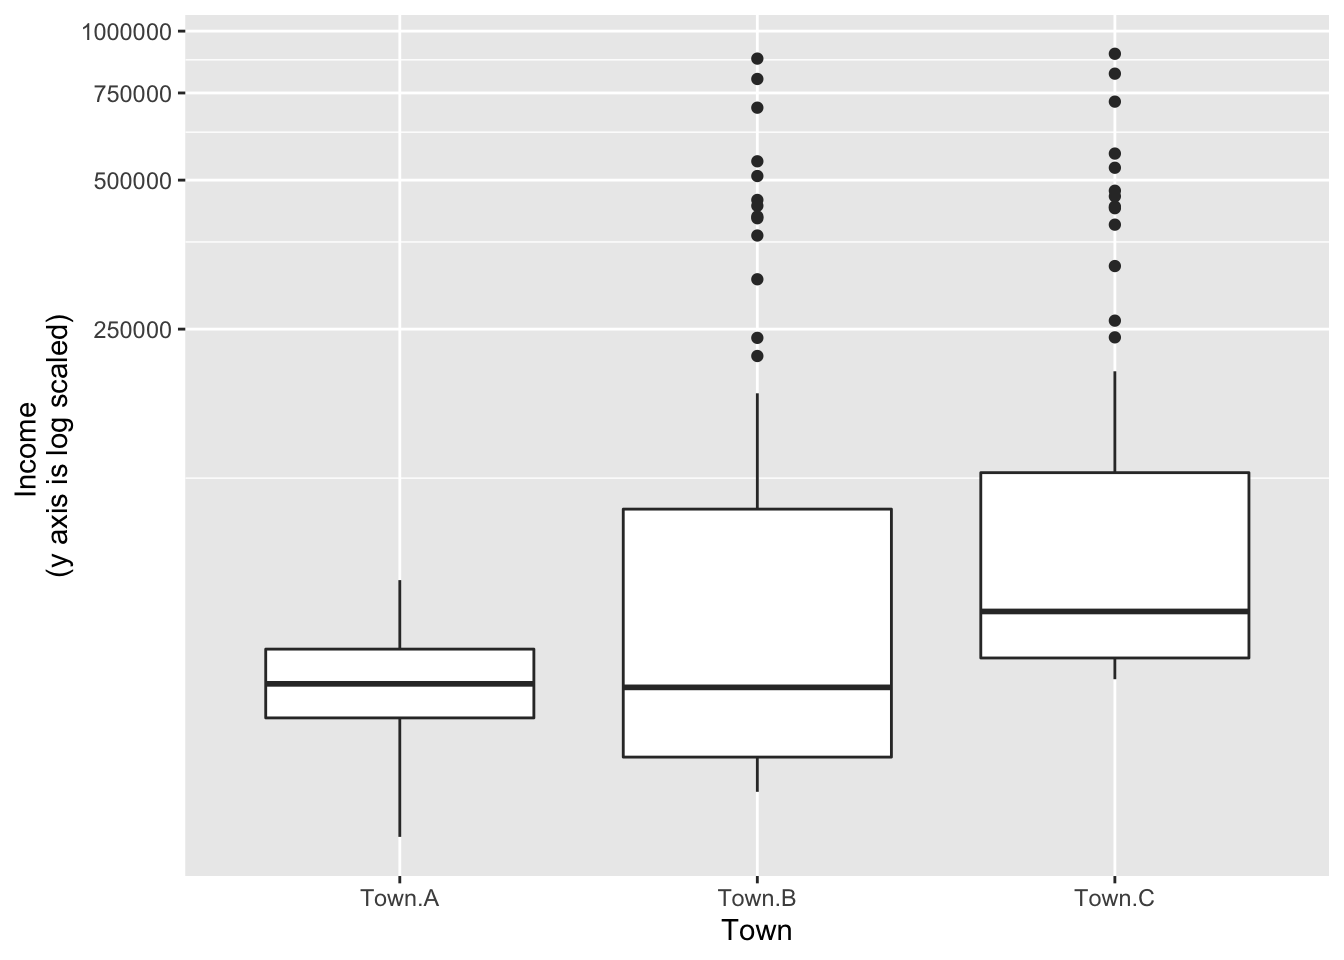 1000000
750000
500000
250000
Income
(y axis is log scaled)
Town.A
Town.B
Town.C
Town